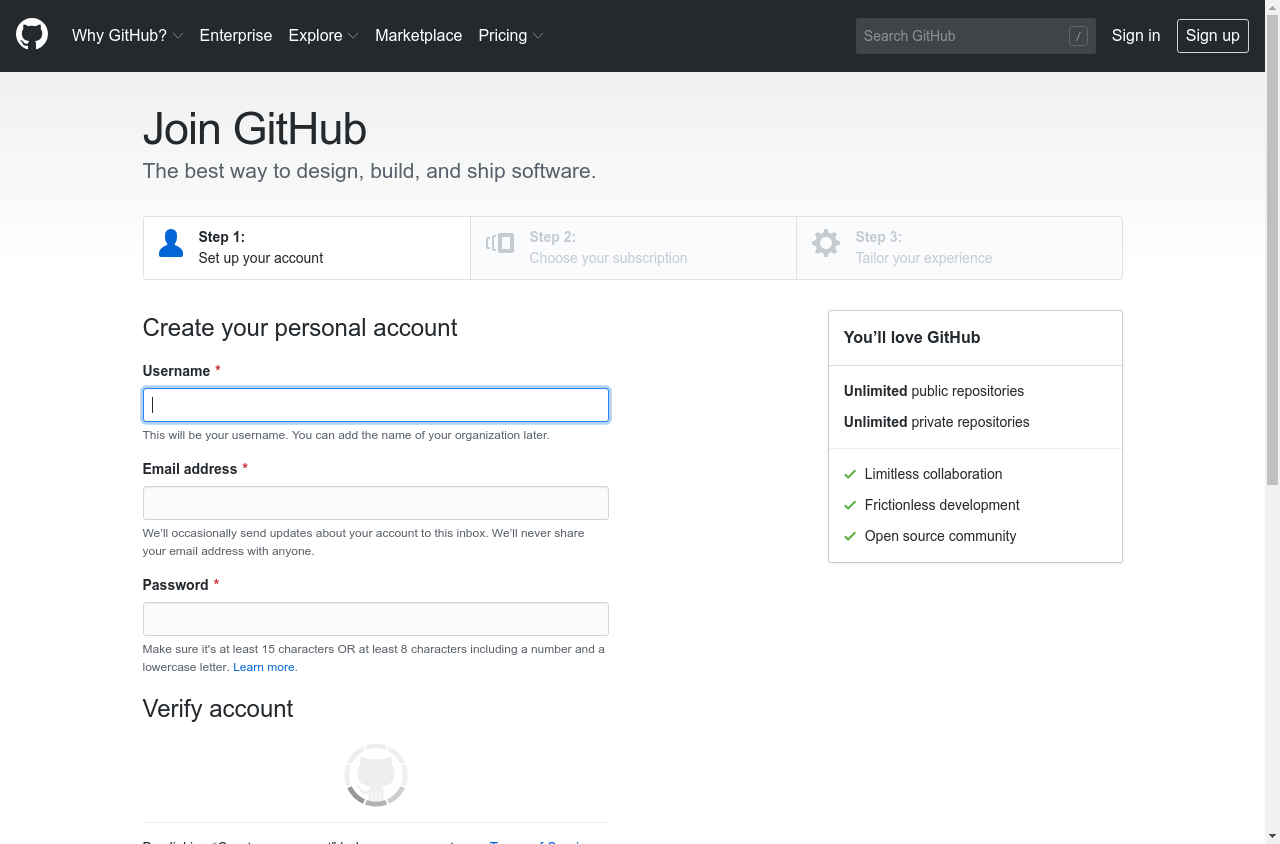 Why GitHub? Enterprise Explore Marketplace Pricing Search GitHub / Sign in Sign up
Join GitHub
The best way to design, build, and ship software.
Step 1:
Set up your account
Step 2:
Choose your subscription
Step 3:
Tailor your experience
Create your personal account
Username *
This will be your username. You can add the name of your organization later.
Email address *
We’ll occasionally send updates about your account to this inbox. We’ll never share
your email address with anyone.
Password *
Make sure it's at least 15 characters OR at least 8 characters including a number and a
lowercase letter. Learn more.
Verify account
You’ll love GitHub
Unlimited public repositories
Unlimited private repositories
Limitless collaboration
Frictionless development
Open source community